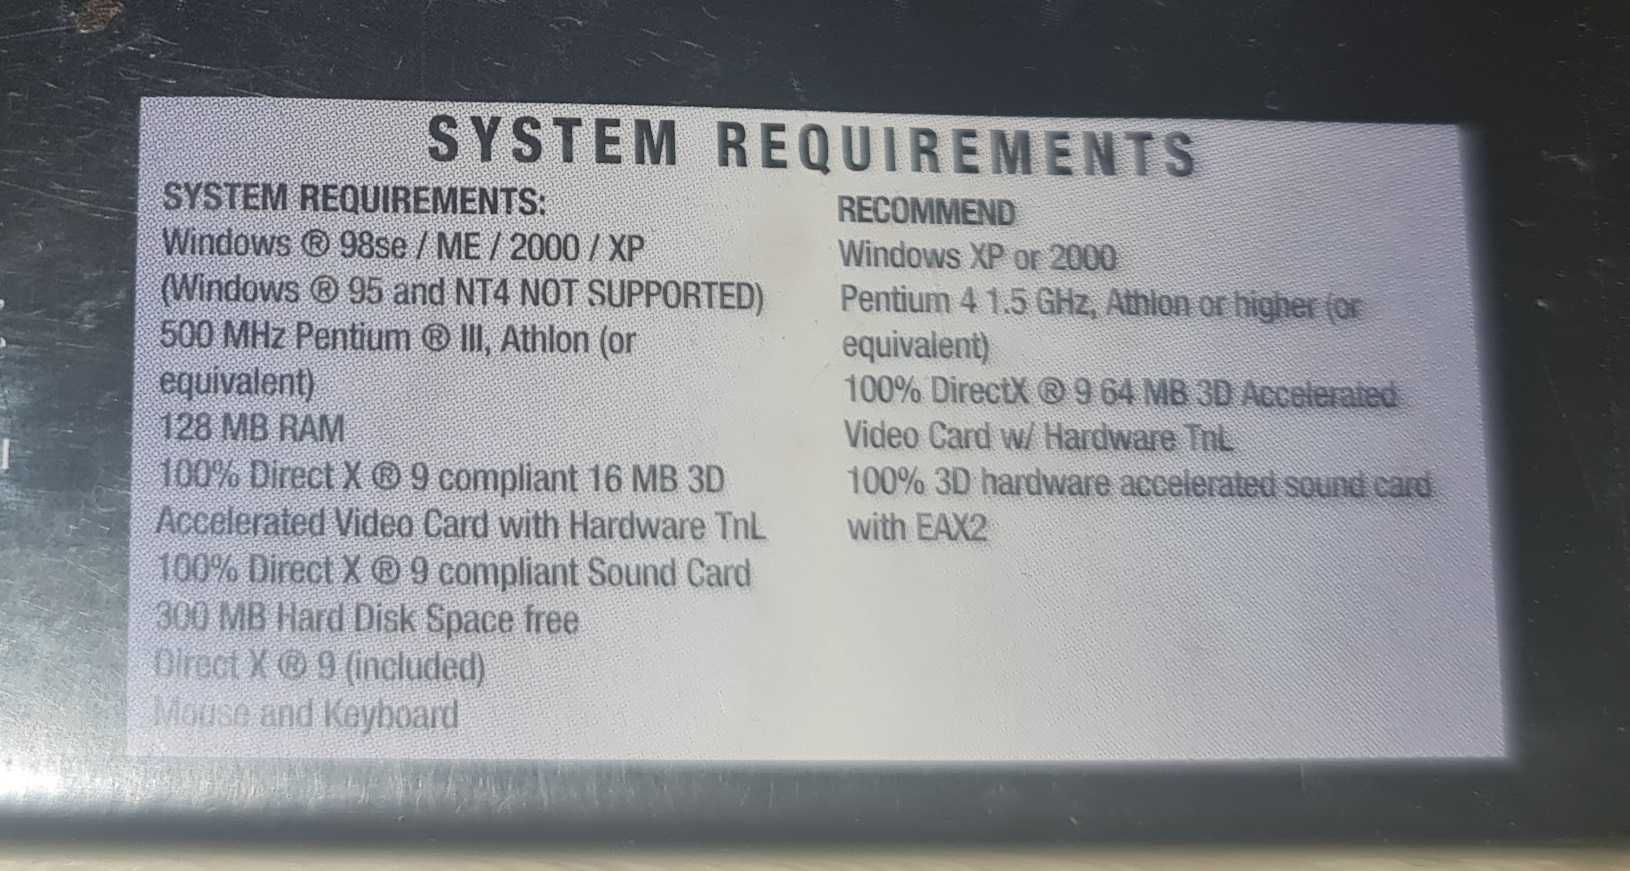 SYSTEM REQUIREMENTS
SYSTEM REQUIREMENTS:
Windows ® 98se / ME / 2000 / XP
(Windows ® 95 and NT4 NOT SUPPORTED)
500 MHz Pentium ® III, Athlon (or
equivalent)
128 MB RAM
100% Direct X ® 9 compliant 16 MB 3D
Accelerated Video Card with Hardware TnL
100% Direct X ® 9 compliant Sound Card
300 MB Hard Disk Space free
Direct X ® 9 (included)
Mouse and Keyboard
RECOMMEND
Windows XP or 2000
Pentium 4 1.5 GHz, Athlon or higher (or
equivalent)
100% DirectX ® 9 64 MB 3D Accelerated
Video Card w/ Hardware TnL
100% 3D hardware accelerated sound card
with EAX2